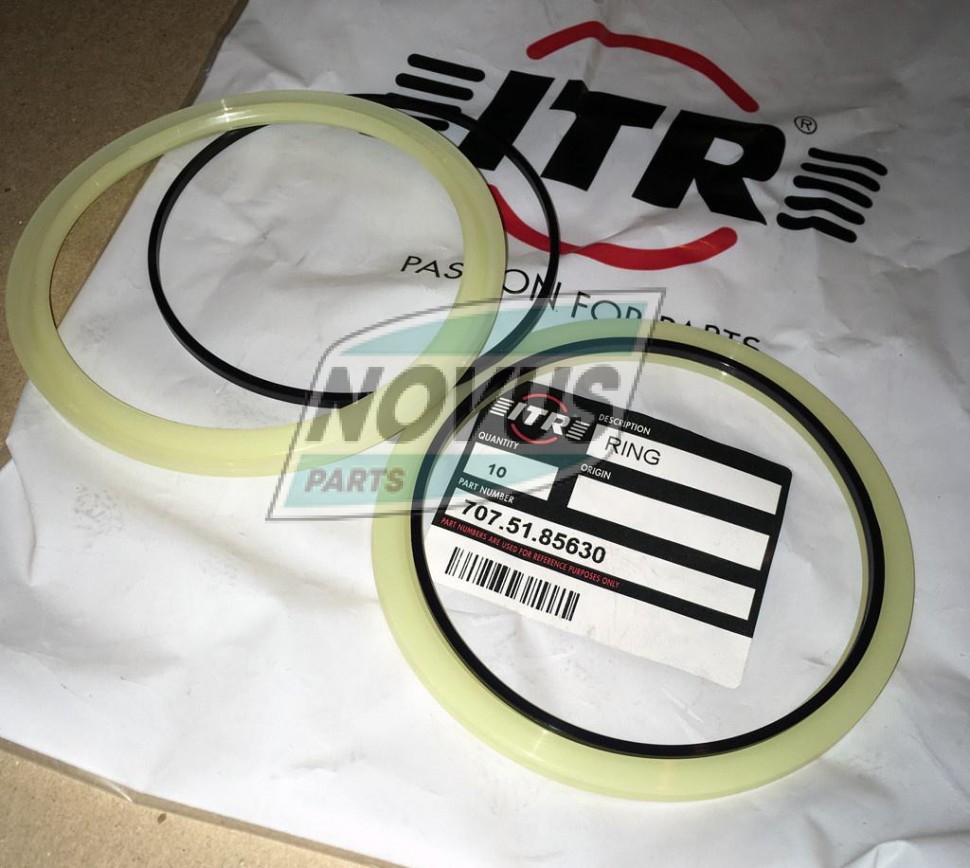 ITR®
PASSION FOR PARTS
NOVUS
PARTS
ITR
DESCRIPTION
RING
QUANTITY
10
ORIGIN
PART NUMBER
707.51.85630
PART NUMBERS ARE USED FOR REFERENCE PURPOSES ONLY